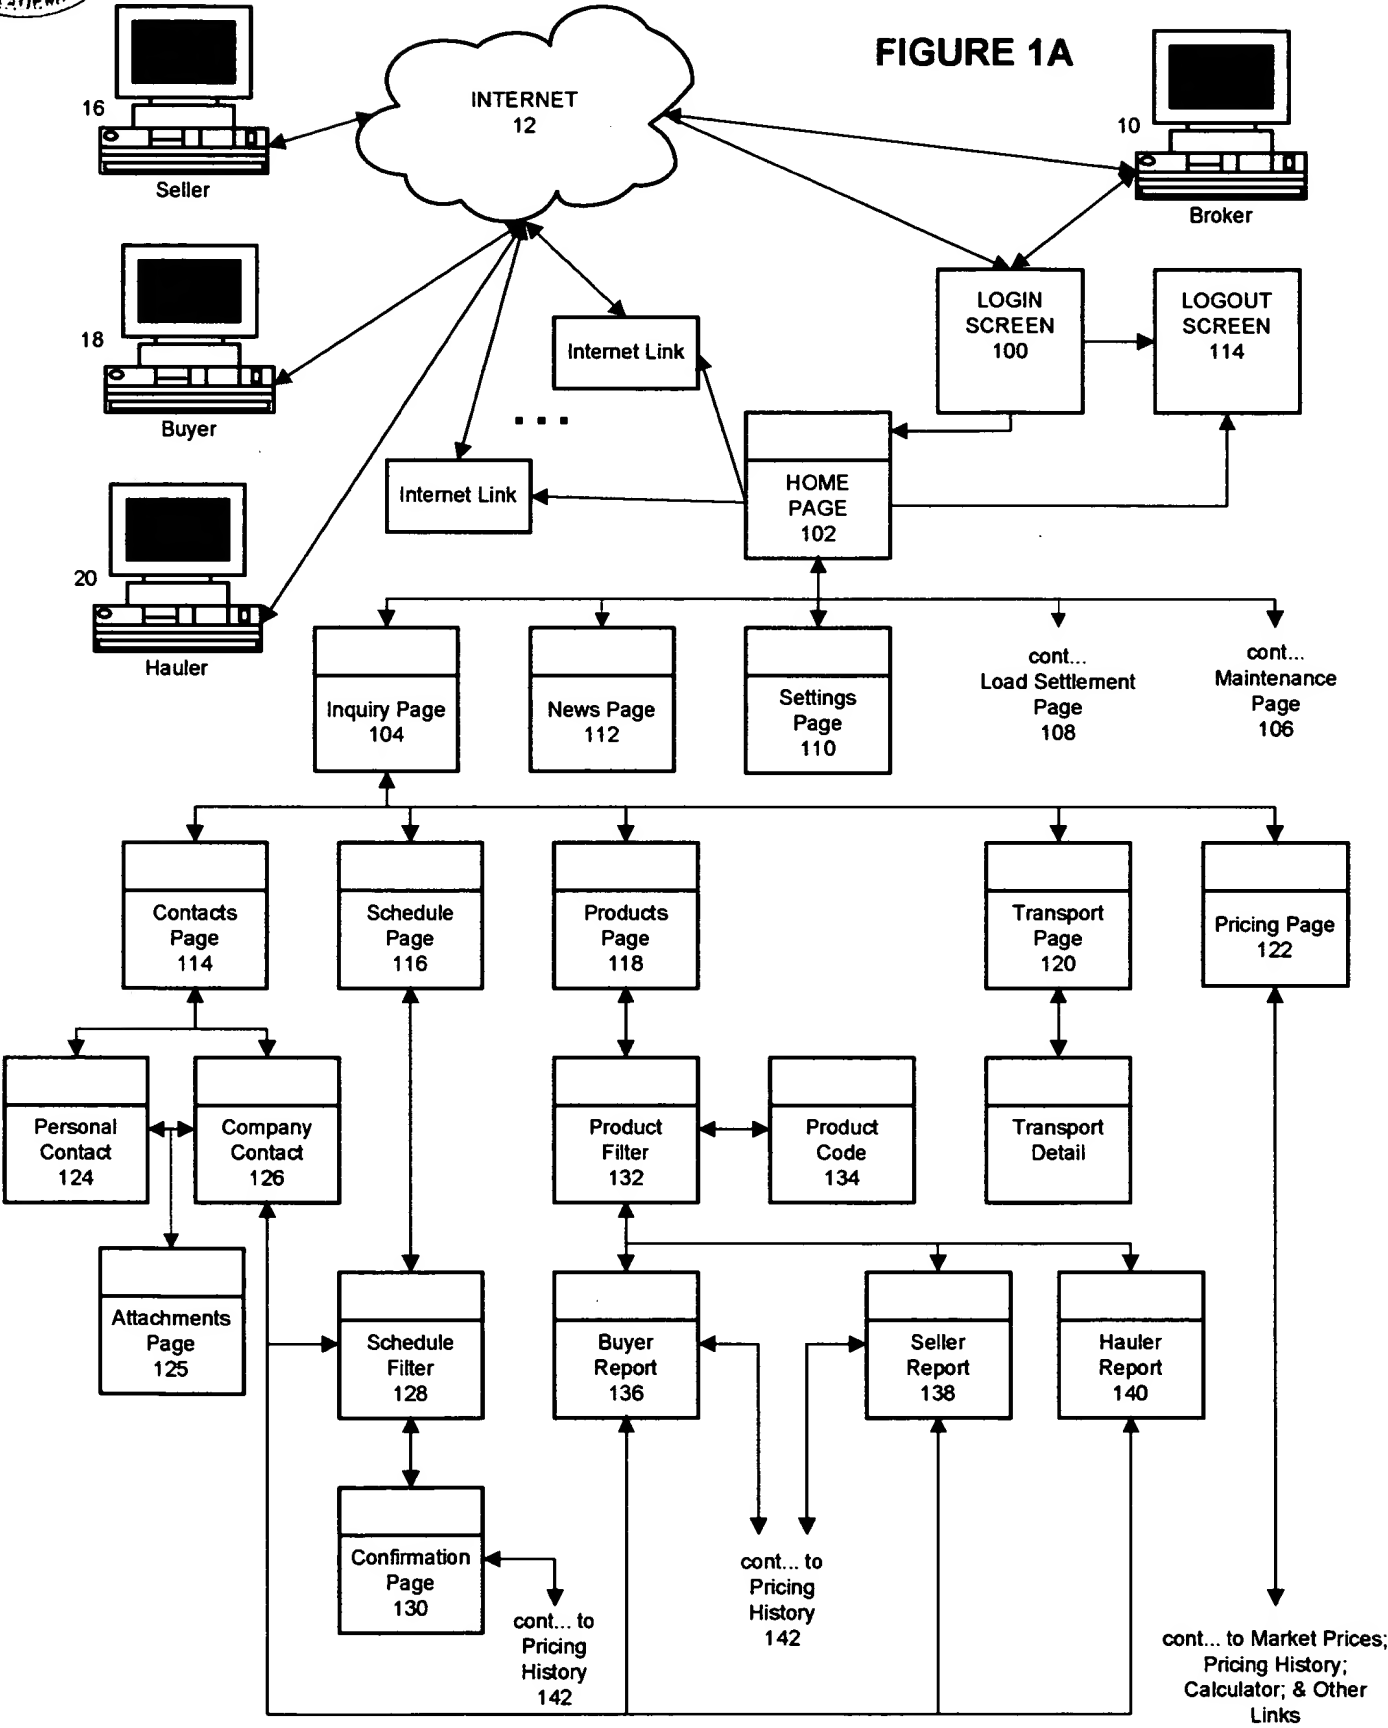 FIGURE 1A
INTERNET
12
16
Seller
10
Broker
18
Buyer
20
Hauler
Internet Link
Internet Link
. . .
LOGIN
SCREEN
100
LOGOUT
SCREEN
114
HOME
PAGE
102
Inquiry Page
104
News Page
112
Settings
Page
110
cont...
Load Settlement
Page
108
cont...
Maintenance
Page
106
Contacts
Page
114
Schedule
Page
116
Products
Page
118
Transport
Page
120
Pricing Page
122
Personal
Contact
124
Company
Contact
126
Product
Filter
132
Product
Code
134
Transport
Detail
Attachments
Page
125
Schedule
Filter
128
Buyer
Report
136
Seller
Report
138
Hauler
Report
140
Confirmation
Page
130
cont... to
Pricing
History
142
cont... to
Pricing
History
142
cont... to Market Prices;
Pricing History;
Calculator; & Other
Links